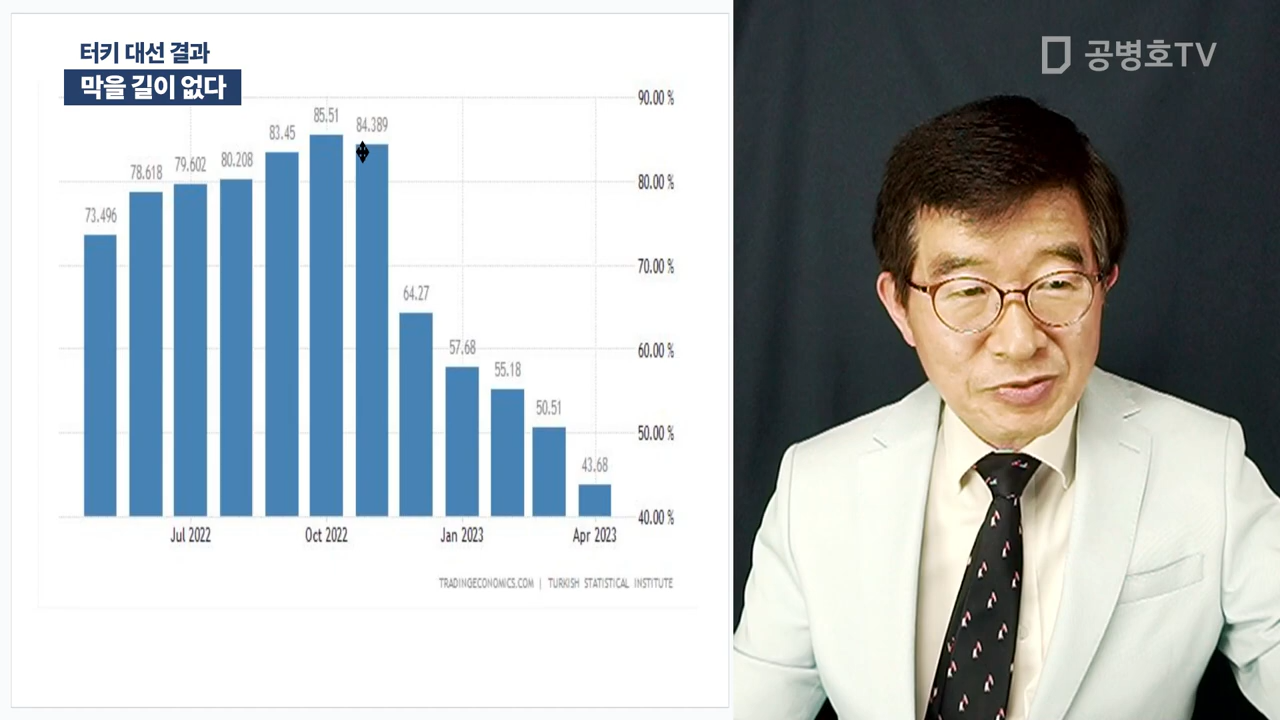 터키 대선 결과
막을 길이 없다
공병호TV
90.00 %
80.00 %
70.00 %
60.00 %
50.00 %
40.00 %
73.496
78.618
79.602
80.208
83.45
85.51
84.389
64.27
57.68
55.18
50.51
43.68
Jul 2022
Oct 2022
Jan 2023
Apr 2023
TRADINGECONOMICS.COM | TURKISH STATISTICAL INSTITUTE